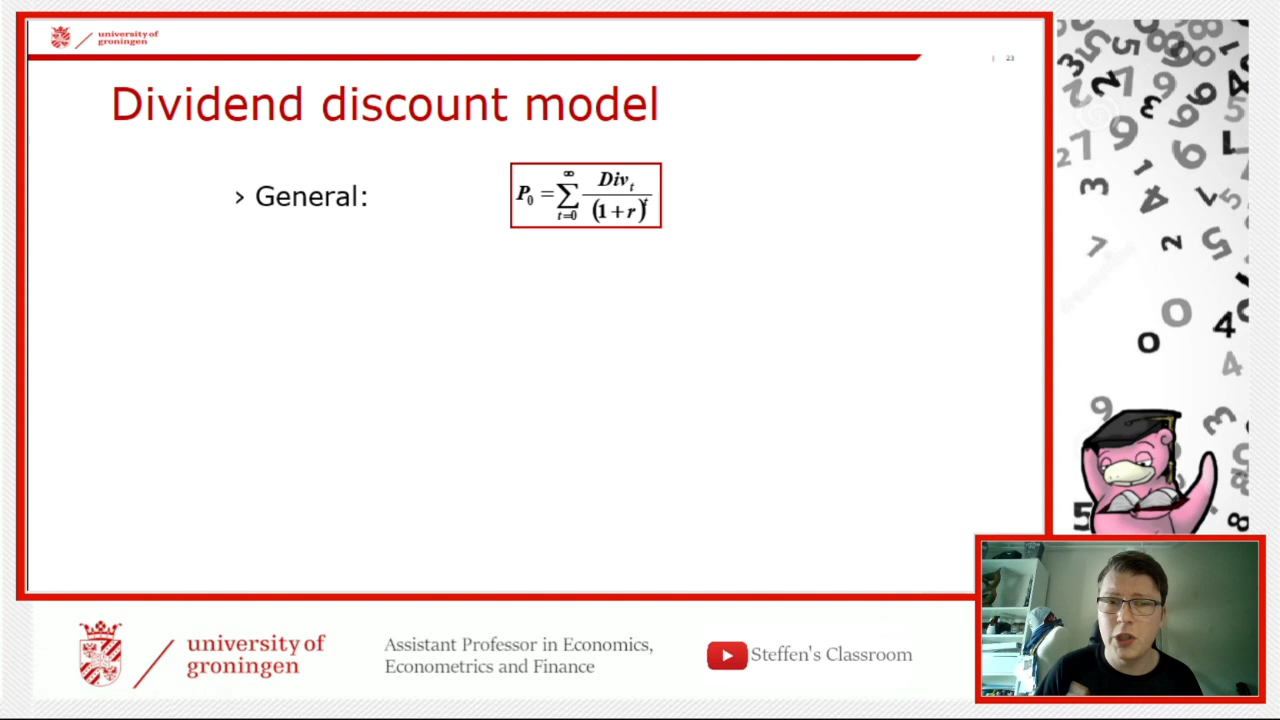 university of
groningen
| 23
Dividend discount model
› General:
P₀ = ∑_{t=0}^{∞} Div_t / (1 + r)^t
university of
groningen
Assistant Professor in Economics,
Econometrics and Finance
Steffen's Classroom